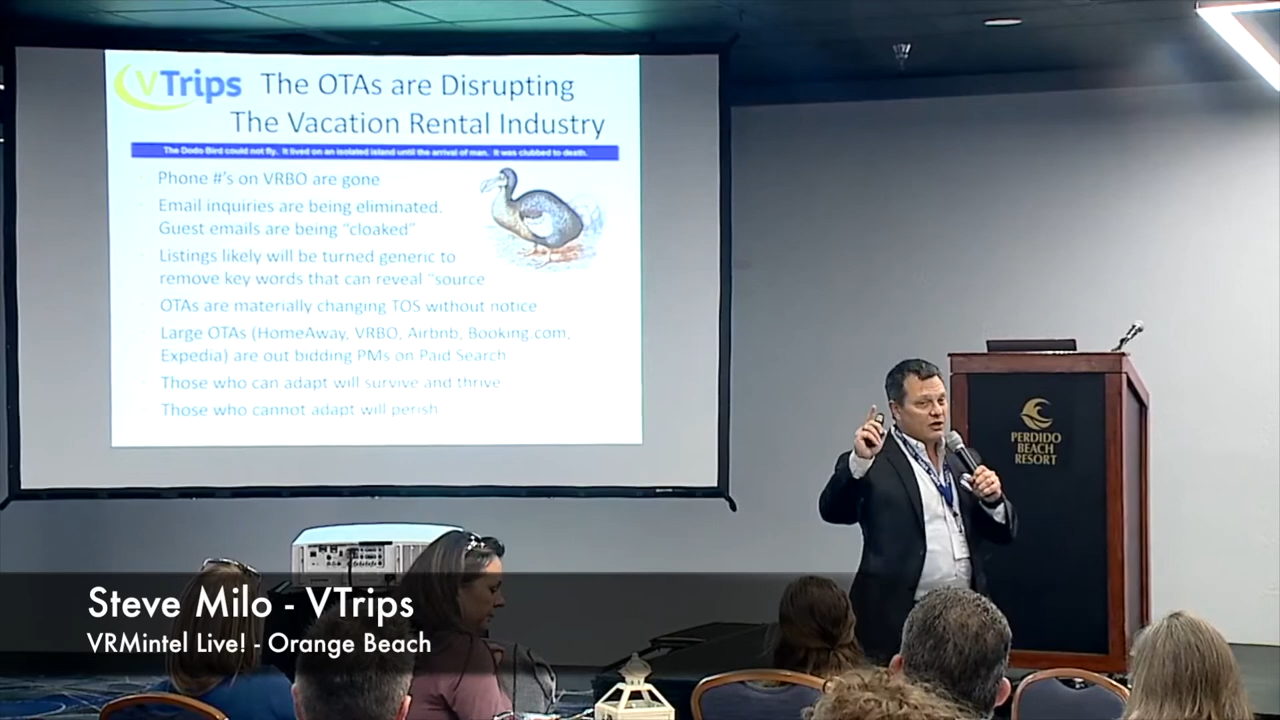 VTrips
The OTAs are Disrupting
The Vacation Rental Industry
The Dodo Bird could not fly. It lived on an isolated island until the arrival of man. It was clubbed to death.
Phone #'s on VRBO are gone
Email inquiries are being eliminated.
Guest emails are being "cloaked"
Listings likely will be turned generic to
remove key words that can reveal "source
OTAs are materially changing TOS without notice
Large OTAs (HomeAway, VRBO, Airbnb, Booking.com,
Expedia) are out bidding PMs on Paid Search
Those who can adapt will survive and thrive
Those who cannot adapt will perish
PERDIDO
BEACH
RESORT
Steve Milo - VTrips
VRMintel Live! - Orange Beach